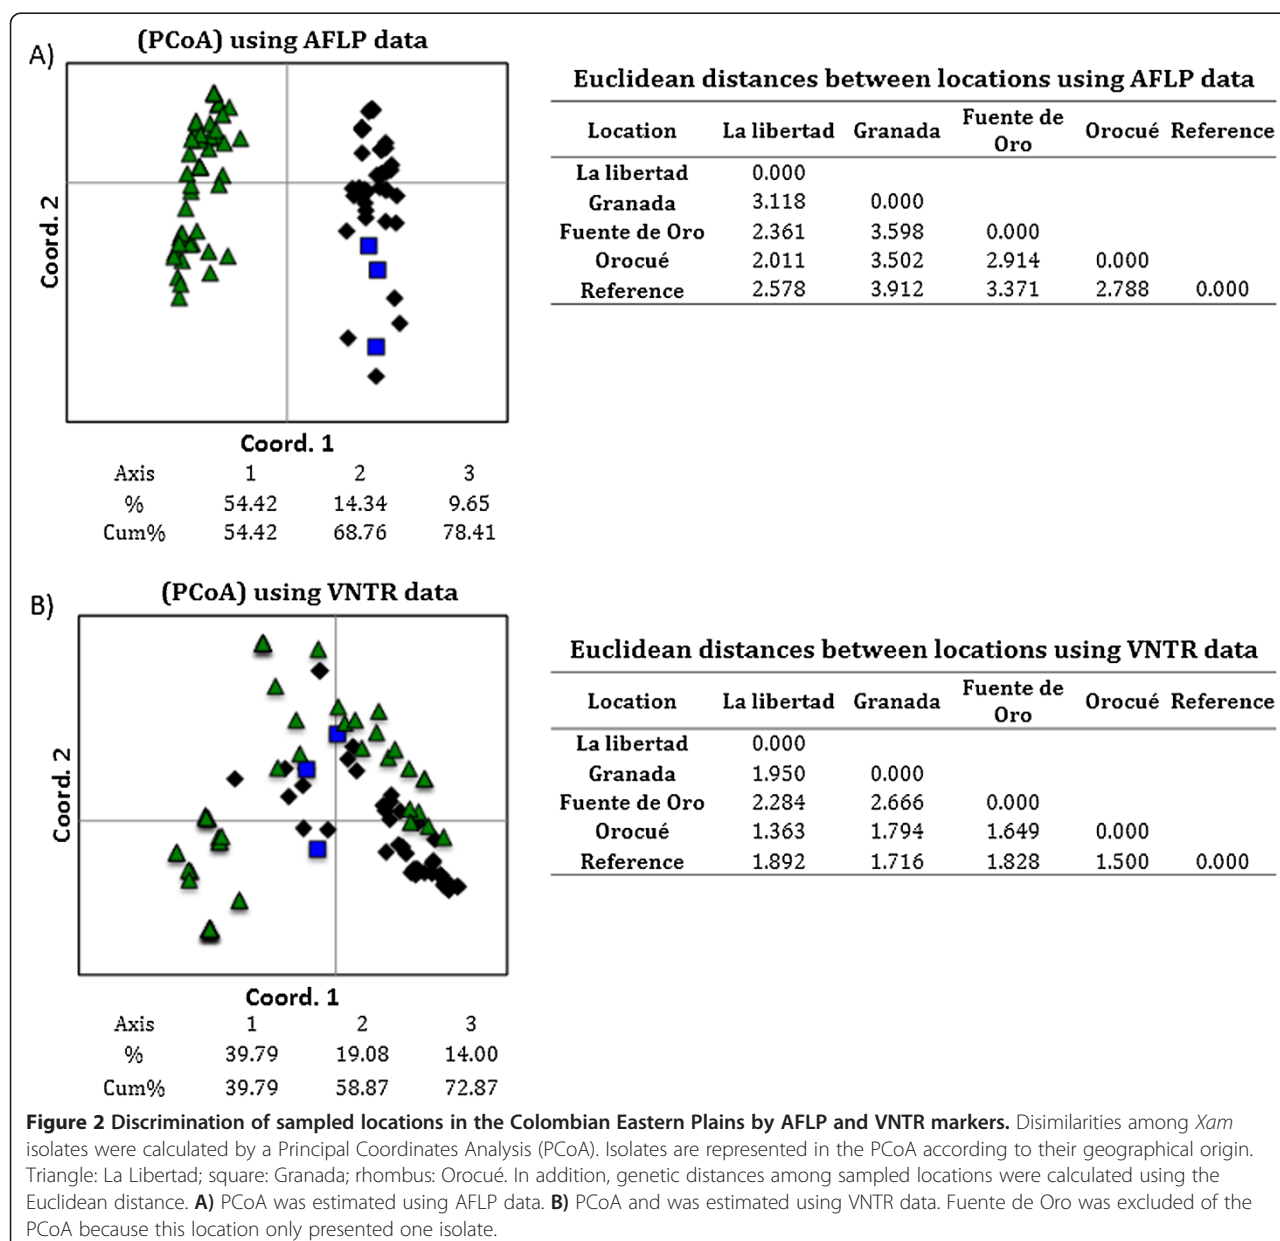 A)
(PCoA) using AFLP data
Coord. 2
Coord. 1
Axis 1 2 3
% 54.42 14.34 9.65
Cum% 54.42 68.76 78.41
Euclidean distances between locations using AFLP data
Location La libertad Granada Fuente de Oro Orocué Reference
La libertad 0.000
Granada 3.118 0.000
Fuente de Oro 2.361 3.598 0.000
Orocué 2.011 3.502 2.914 0.000
Reference 2.578 3.912 3.371 2.788 0.000
B)
(PCoA) using VNTR data
Coord. 2
Coord. 1
Axis 1 2 3
% 39.79 19.08 14.00
Cum% 39.79 58.87 72.87
Euclidean distances between locations using VNTR data
Location La libertad Granada Fuente de Oro Orocué Reference
La libertad 0.000
Granada 1.950 0.000
Fuente de Oro 2.284 2.666 0.000
Orocué 1.363 1.794 1.649 0.000
Reference 1.892 1.716 1.828 1.500 0.000
Figure 2 Discrimination of sampled locations in the Colombian Eastern Plains by AFLP and VNTR markers. Disimilarities among Xam
isolates were calculated by a Principal Coordinates Analysis (PCoA). Isolates are represented in the PCoA according to their geographical origin.
Triangle: La Libertad; square: Granada; rhombus: Orocué. In addition, genetic distances among sampled locations were calculated using the
Euclidean distance. A) PCoA was estimated using AFLP data. B) PCoA and was estimated using VNTR data. Fuente de Oro was excluded of the
PCoA because this location only presented one isolate.